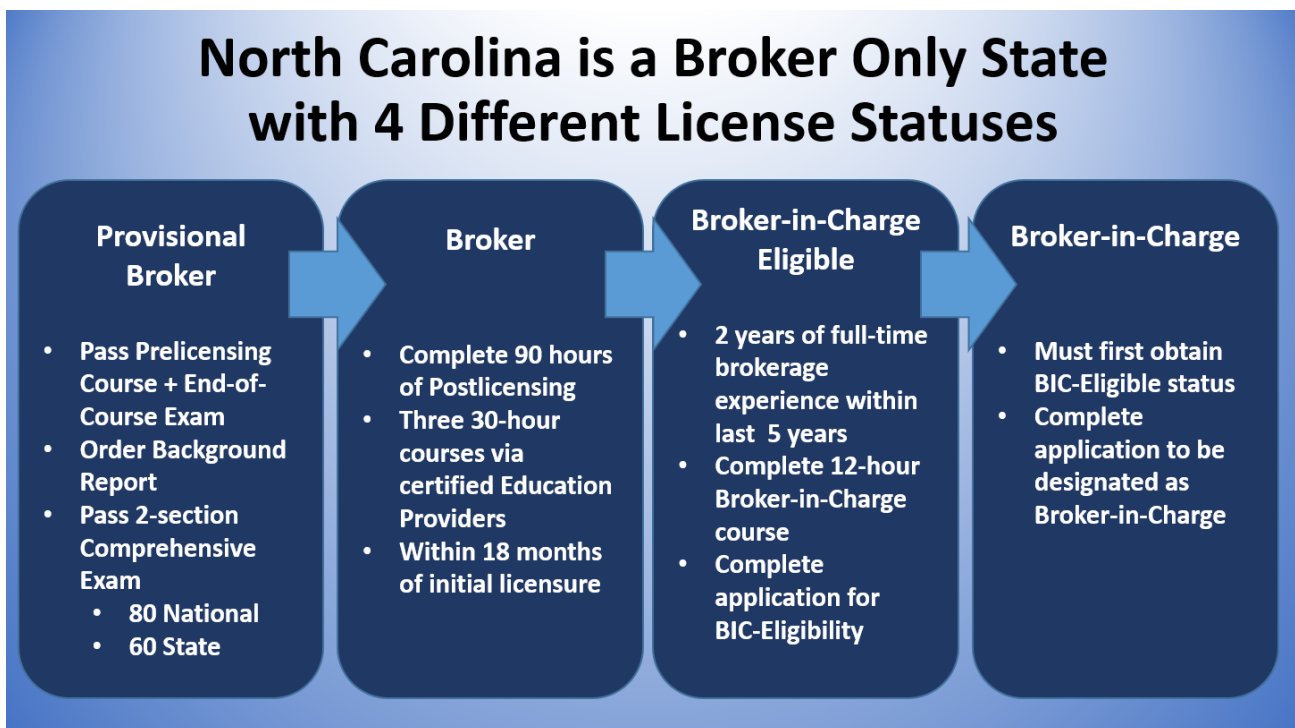 North Carolina is a Broker Only State
with 4 Different License Statuses
Provisional
Broker
• Pass Prelicensing
Course + End-of-
Course Exam
• Order Background
Report
• Pass 2-section
Comprehensive
Exam
• 80 National
• 60 State
Broker
• Complete 90 hours
of Postlicensing
• Three 30-hour
courses via
certified Education
Providers
• Within 18 months
of initial licensure
Broker-in-Charge
Eligible
• 2 years of full-time
brokerage
experience within
last 5 years
• Complete 12-hour
Broker-in-Charge
course
• Complete
application for
BIC-Eligibility
Broker-in-Charge
• Must first obtain
BIC-Eligible status
• Complete
application to be
designated as
Broker-in-Charge